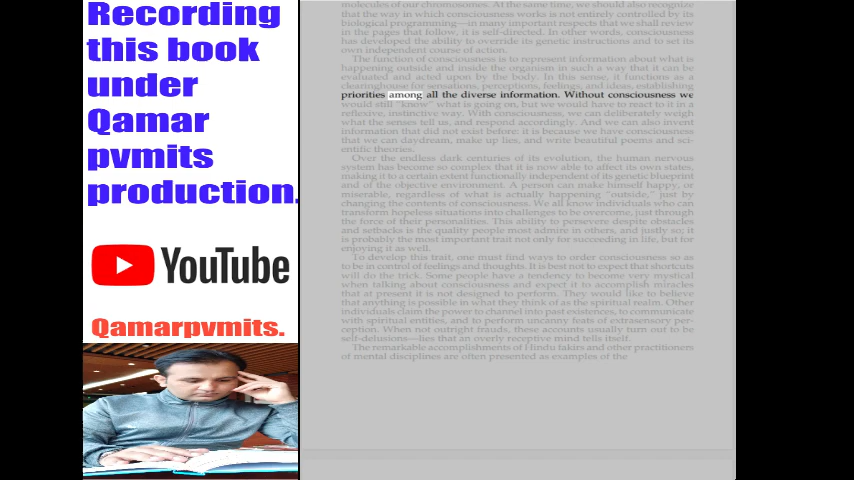 Recording
this book
under
Qamar
pvmits
production.
YouTube
Qamarpvmits.
molecules of our chromosomes. At the same time, we should also recognize
that the way in which consciousness works is not entirely controlled by its
biological programming—in many important respects that we shall review
in the pages that follow, it is self-directed. In other words, consciousness
has developed the ability to override its genetic instructions and to set its
own independent course of action.
The function of consciousness is to represent information about what is
happening outside and inside the organism in such a way that it can be
evaluated and acted upon by the body. In this sense, it functions as a
clearinghouse for sensations, perceptions, feelings, and ideas, establishing
priorities among all the diverse information. Without consciousness we
would still "know" what is going on, but we would have to react to it in a
reflexive, instinctive way. With consciousness, we can deliberately weigh
what the senses tell us, and respond accordingly. And we can also invent
information that did not exist before: it is because we have consciousness
that we can daydream, make up lies, and write beautiful poems and sci-
entific theories.
Over the endless dark centuries of its evolution, the human nervous
system has become so complex that it is now able to affect its own states,
making it to a certain extent functionally independent of its genetic blueprint
and of the objective environment. A person can make himself happy, or
miserable, regardless of what is actually happening "outside," just by
changing the contents of consciousness. We all know individuals who can
transform hopeless situations into challenges to be overcome, just through
the force of their personalities. This ability to persevere despite obstacles
and setbacks is the quality people most admire in others, and justly so; it
is probably the most important trait not only for succeeding in life, but for
enjoying it as well.
To develop this trait, one must find ways to order consciousness so as
to be in control of feelings and thoughts. It is best not to expect that shortcuts
will do the trick. Some people have a tendency to become very mystical
when talking about consciousness and expect it to accomplish miracles
that at present it is not designed to perform. They would like to believe
that anything is possible in what they think of as the spiritual realm. Other
individuals claim the power to channel into past existences, to communicate
with spiritual entities, and to perform uncanny feats of extrasensory per-
ception. When not outright frauds, these accounts usually turn out to be
self-delusions—lies that an overly receptive mind tells itself.
The remarkable accomplishments of Hindu fakirs and other practitioners
of mental disciplines are often presented as examples of the